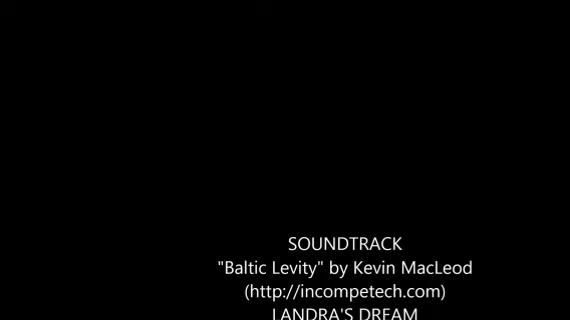 SOUNDTRACK
"Baltic Levity" by Kevin MacLeod
(http://incompetech.com)
LANDRA'S DREAM